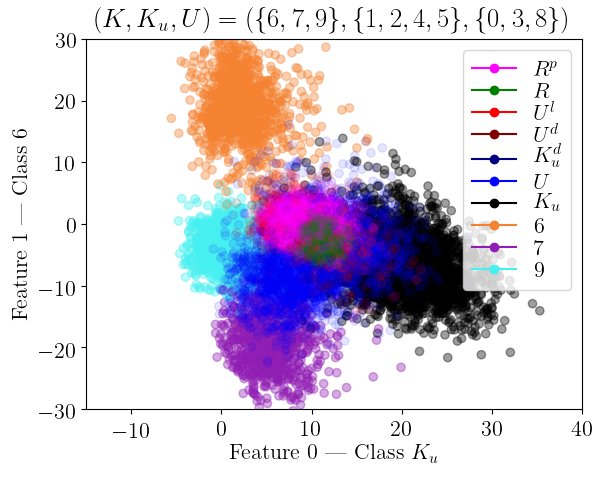 (K, K_u, U) = ({6, 7, 9}, {1, 2, 4, 5}, {0, 3, 8})
30
20
10
0
−10
−20
−30
Feature 1 — Class 6
R^p
R
U^l
U^d
K_u^d
U
K_u
6
7
9
−10
0
10
20
30
40
Feature 0 — Class K_u